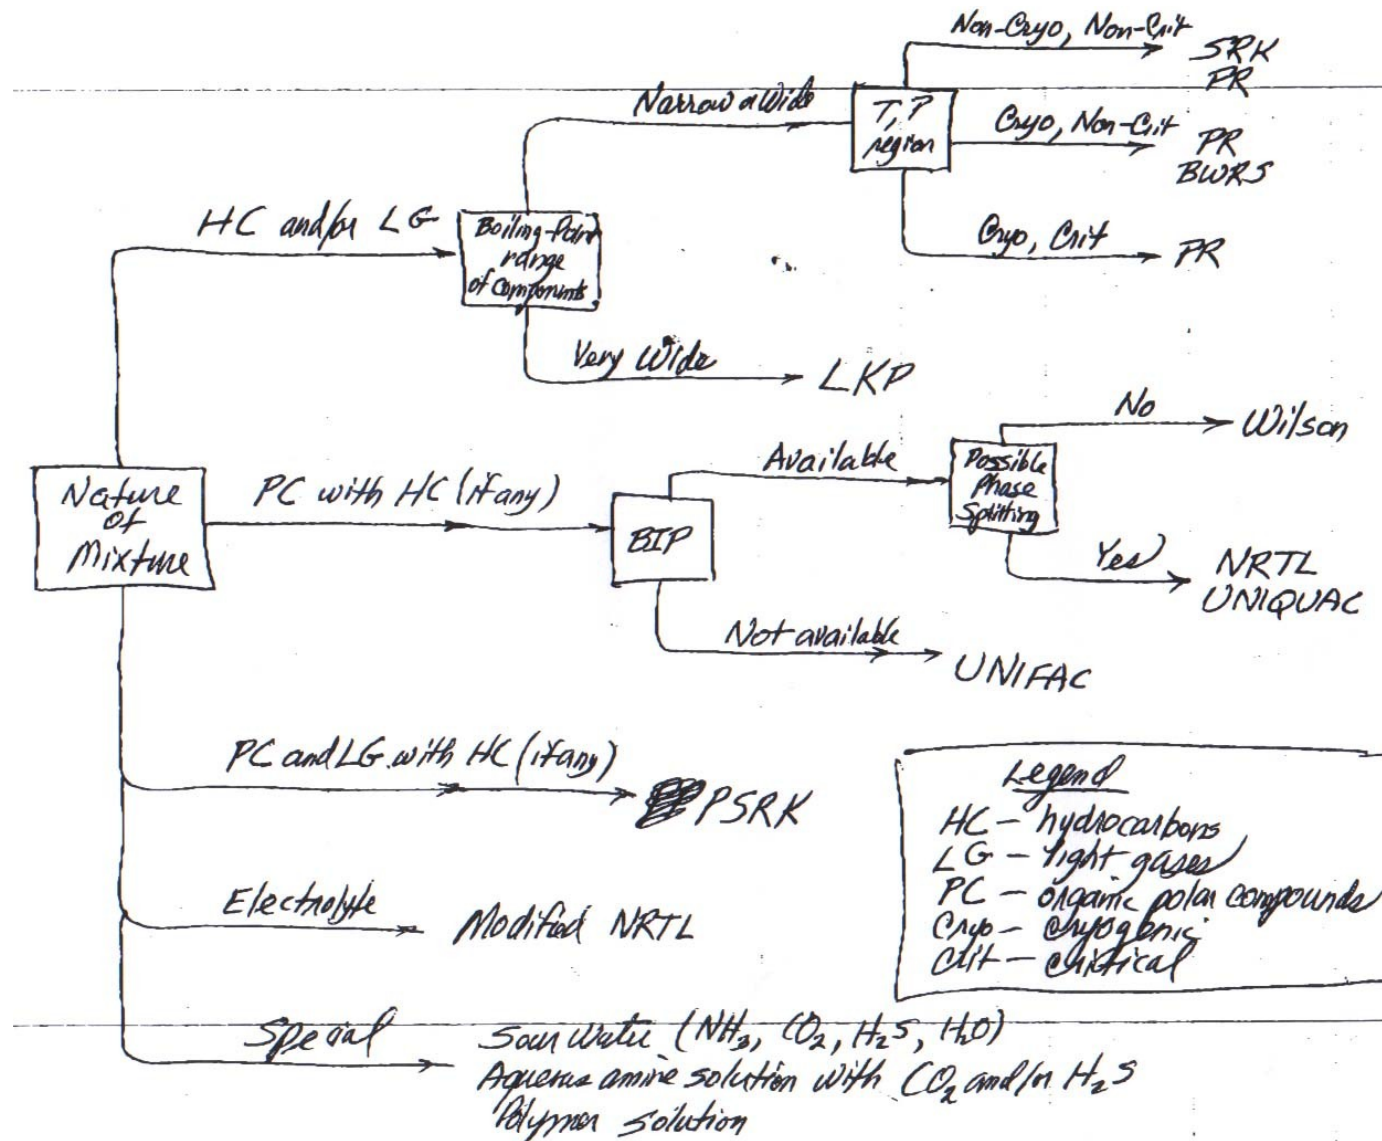 Non-Cryo, Non-Crit
SRK
PR
Narrow or Wide
T, P
region
Cryo, Non-Crit
PR
BWRS
Cryo, Crit
PR
HC and/or LG
Boiling-Point
range
of Components
Very Wide
LKP
Nature
of
Mixture
PC with HC (if any)
BIP
Available
Possible
Phase
Splitting
No
Wilson
Yes
NRTL
UNIQUAC
Not available
UNIFAC
PC and LG with HC (if any)
PSRK
Electrolyte
Modified NRTL
Special
Sour Water (NH₃, CO₂, H₂S, H₂O)
Aqueous amine solution with CO₂ and/or H₂S
Polymer solution
Legend
HC – hydrocarbons
LG – light gases
PC – organic polar compounds
Cryo – cryogenic
Crit – critical